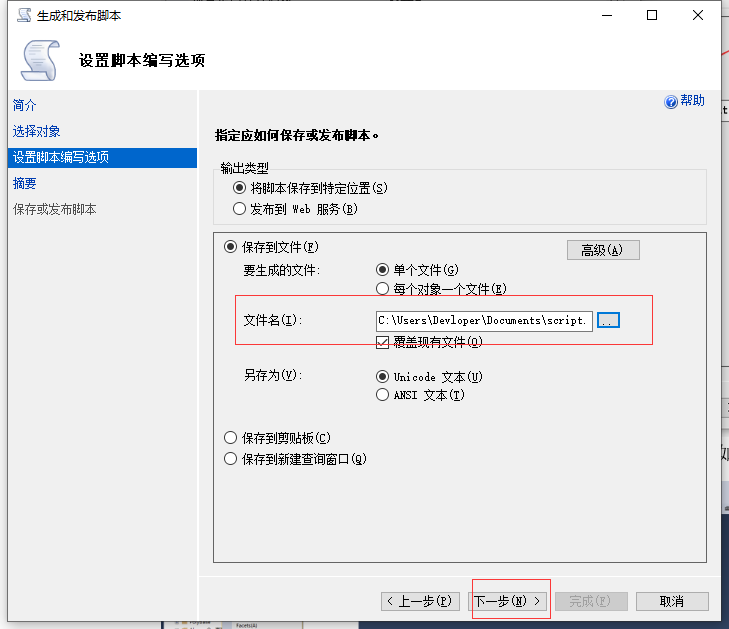 生成和发布脚本
设置脚本编写选项
简介
选择对象
设置脚本编写选项
摘要
保存或发布脚本
帮助
指定应如何保存或发布脚本。
输出类型
将脚本保存到特定位置(S)
发布到 Web 服务(B)
保存到文件(F)
高级(A)
要生成的文件:
单个文件(G)
每个对象一个文件(E)
文件名(I):
C:\Users\Devloper\Documents\script.
..
覆盖现有文件(O)
另存为(V):
Unicode 文本(U)
ANSI 文本(T)
保存到剪贴板(C)
保存到新建查询窗口(Q)
< 上一步(P)
下一步(N) >
完成(F)
取消